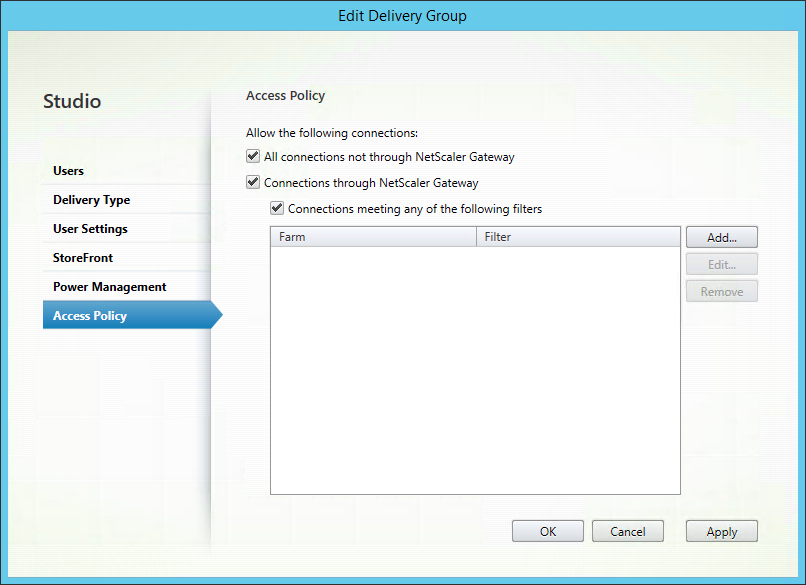 Edit Delivery Group
Studio
Users
Delivery Type
User Settings
StoreFront
Power Management
Access Policy
Access Policy
Allow the following connections:
All connections not through NetScaler Gateway
Connections through NetScaler Gateway
Connections meeting any of the following filters
Farm Filter
Add...
Edit...
Remove
OK Cancel Apply